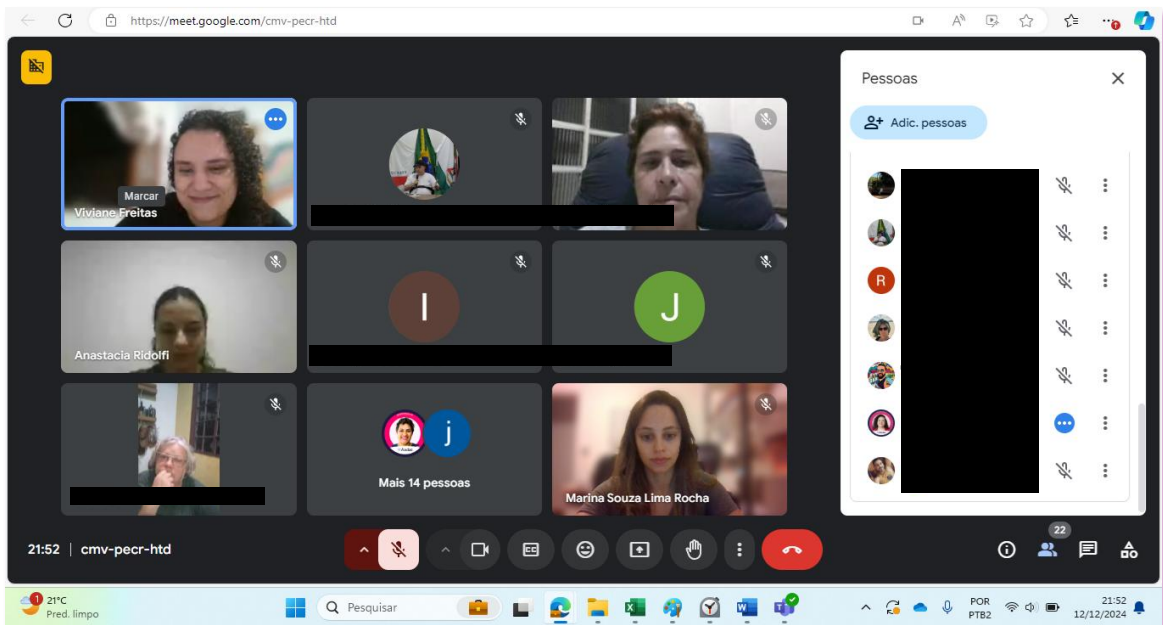 https://meet.google.com/cmv-pecr-htd
Pessoas
Adic. pessoas
Marcar
Viviane Freitas
Anastacia Ridolfi
I
J
R
j
Mais 14 pessoas
Marina Souza Lima Rocha
21:52 | cmv-pecr-htd
22
1
21°C
Pred. limpo
Pesquisar
POR
PTB2
21:52
12/12/2024